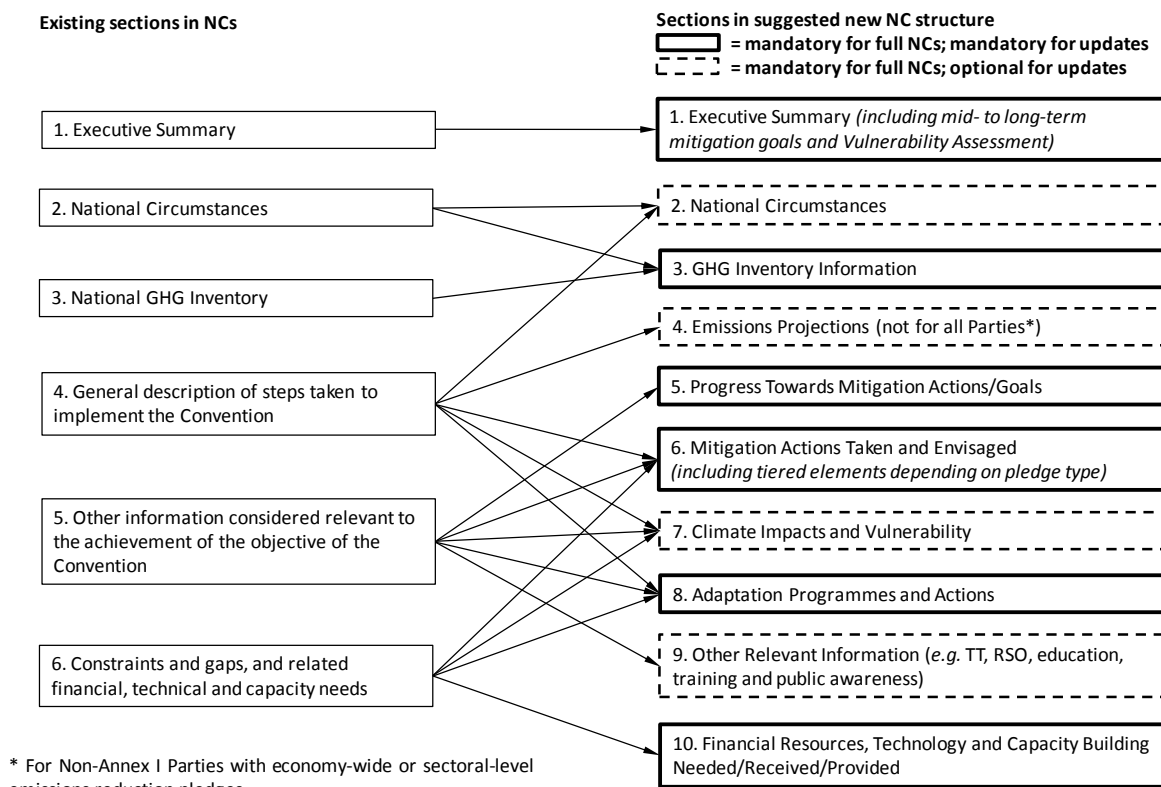 Existing sections in NCs
Sections in suggested new NC structure
= mandatory for full NCs; mandatory for updates
= mandatory for full NCs; optional for updates
1. Executive Summary
2. National Circumstances
3. National GHG Inventory
4. General description of steps taken to
implement the Convention
5. Other information considered relevant to
the achievement of the objective of the
Convention
6. Constraints and gaps, and related
financial, technical and capacity needs
1. Executive Summary (including mid- to long-term
mitigation goals and Vulnerability Assessment)
2. National Circumstances
3. GHG Inventory Information
4. Emissions Projections (not for all Parties*)
5. Progress Towards Mitigation Actions/Goals
6. Mitigation Actions Taken and Envisaged
(including tiered elements depending on pledge type)
7. Climate Impacts and Vulnerability
8. Adaptation Programmes and Actions
9. Other Relevant Information (e.g. TT, RSO, education,
training and public awareness)
10. Financial Resources, Technology and Capacity Building
Needed/Received/Provided
* For Non-Annex I Parties with economy-wide or sectoral-level
emissions reduction pledges